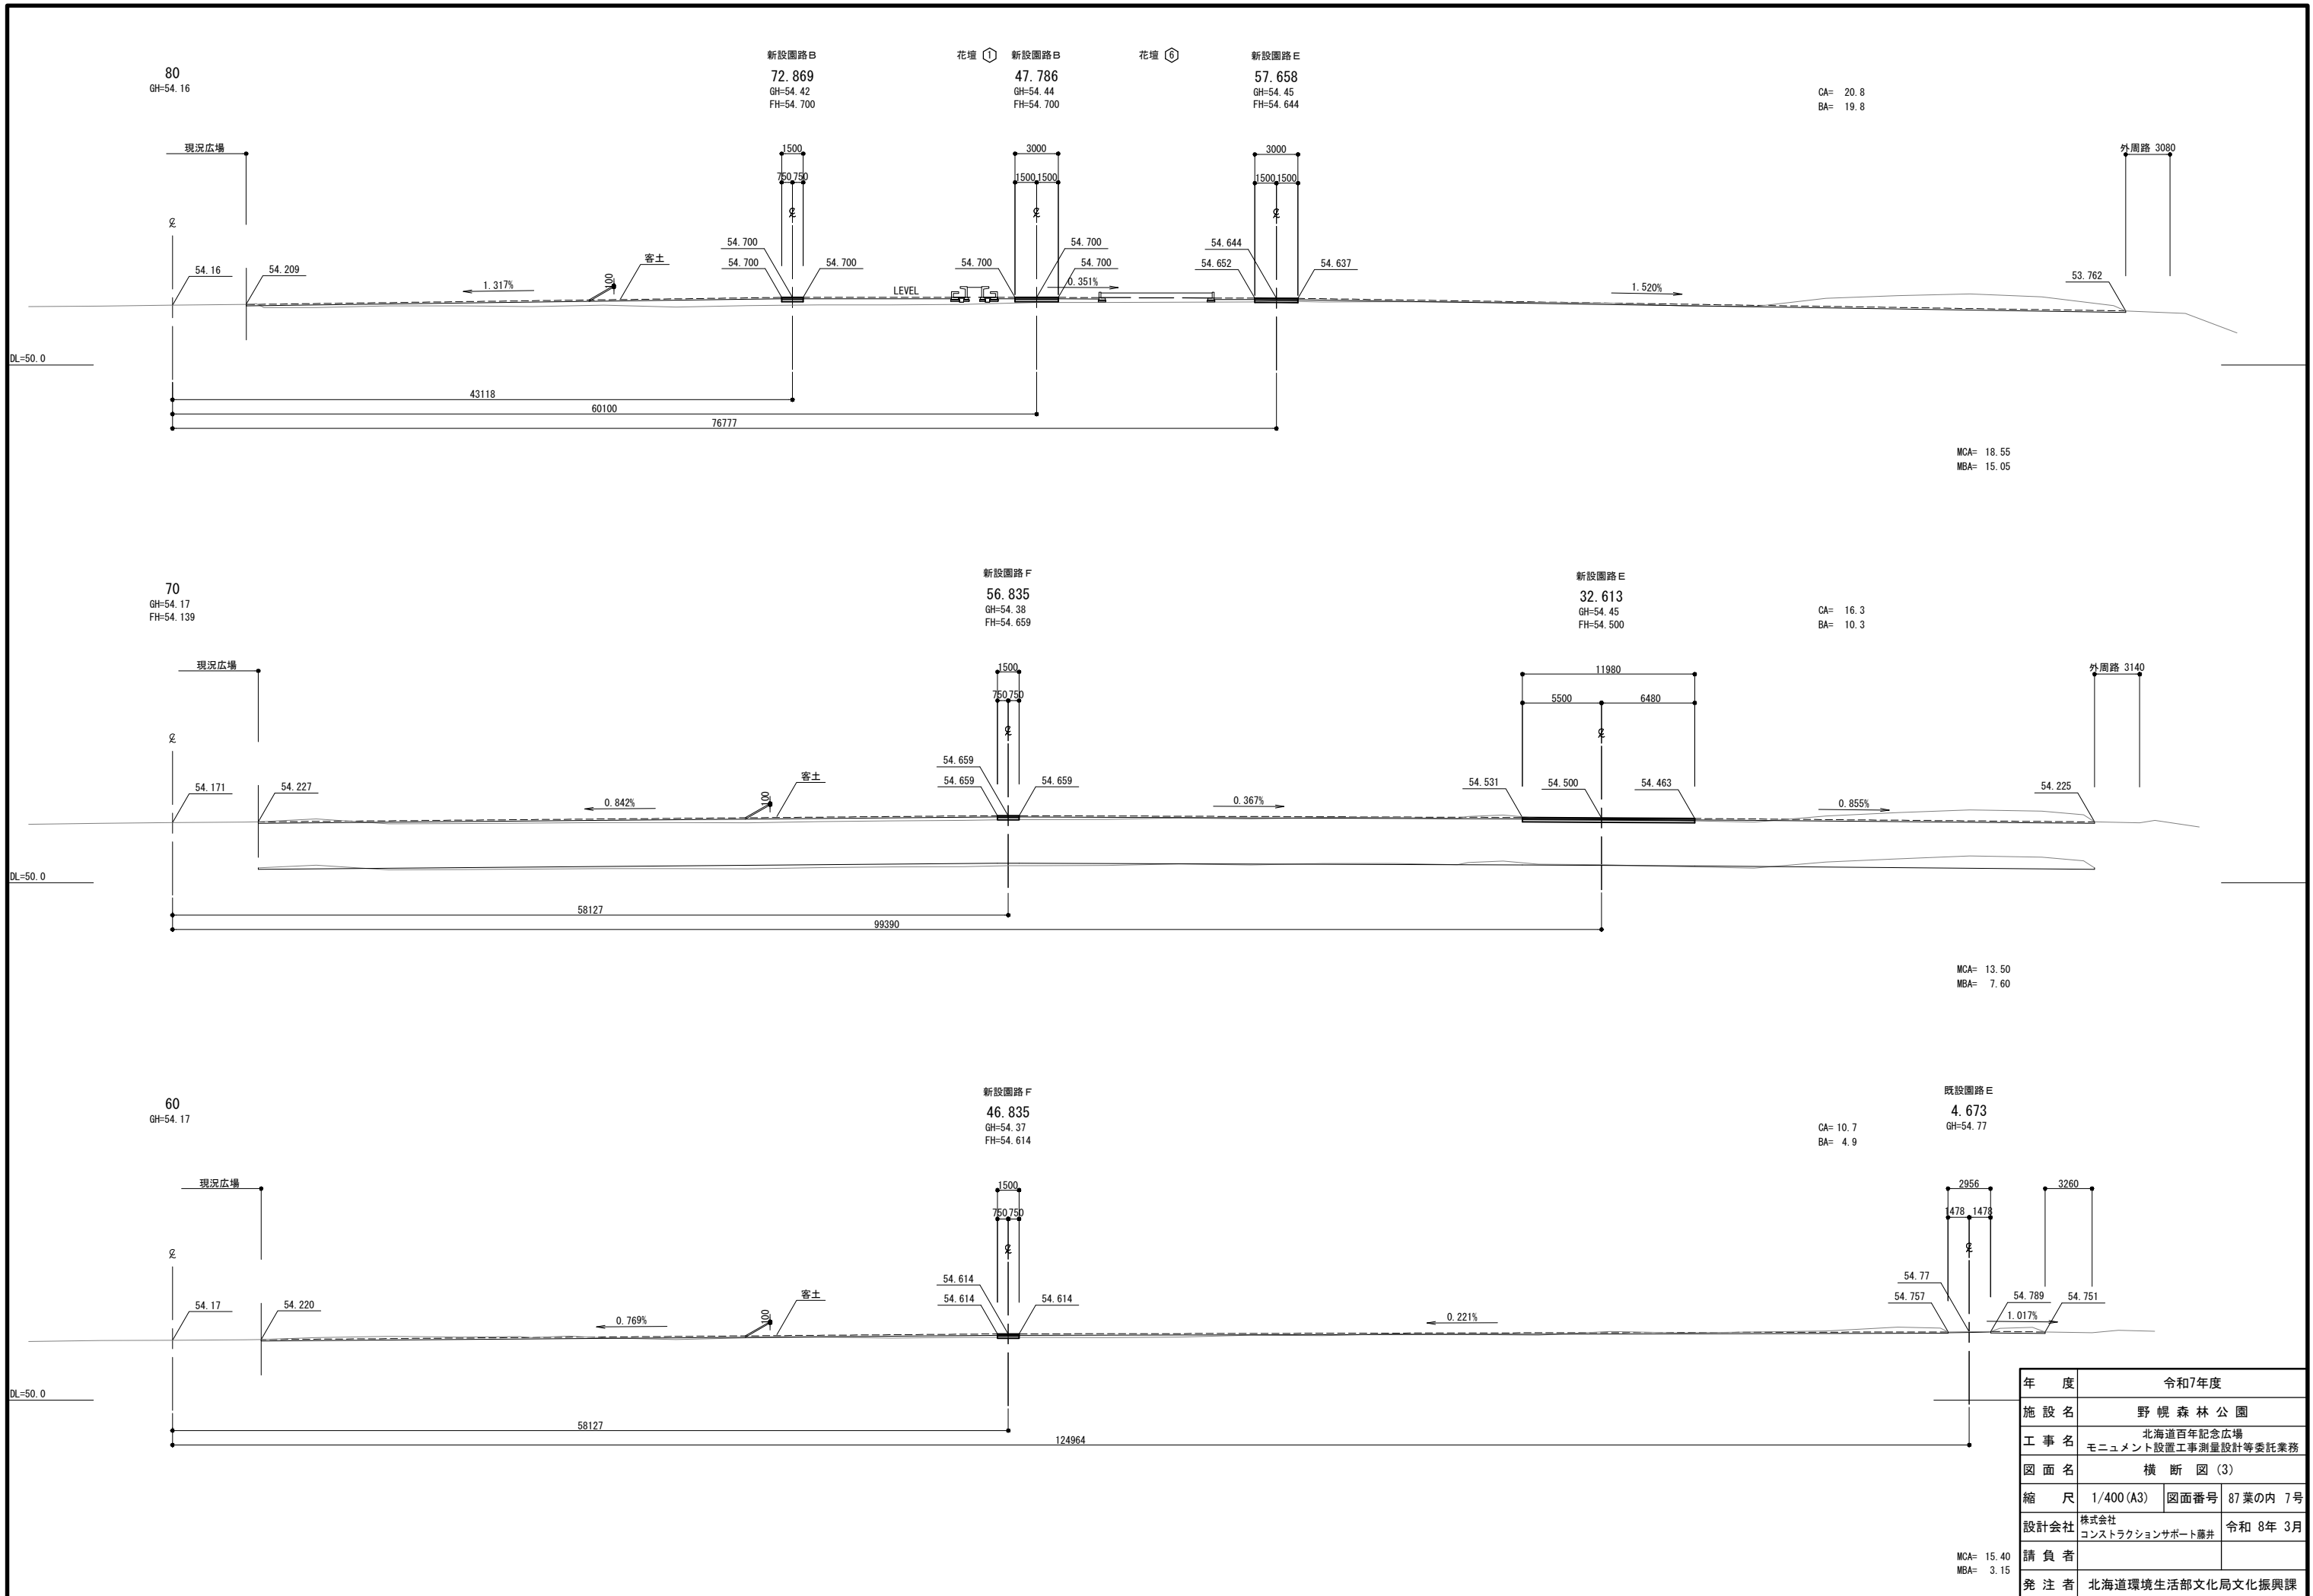 新設園路B
花壇 1
新設園路B
花壇 6
新設園路E
80
GH=54.16
72.869
GH=54.42
FH=54.700
47.786
GH=54.44
FH=54.700
57.658
GH=54.45
FH=54.644
CA= 20.8
BA= 19.8
現況広場
1500
3000
3000
外周路 3080
750 750
1500 1500
1500 1500
54.16
54.209
1.317%
100
客土
54.700
54.700
54.700
LEVEL
54.700
54.700
54.700
0.351%
54.644
54.652
54.637
1.520%
53.762
DL=50.0
43118
60100
76777
MCA= 18.55
MBA= 15.05
新設園路F
新設園路E
70
GH=54.17
FH=54.139
56.835
GH=54.38
FH=54.659
32.613
GH=54.45
FH=54.500
CA= 16.3
BA= 10.3
現況広場
1500
11980
外周路 3140
750 750
5500
6480
54.171
54.227
0.842%
100
客土
54.659
54.659
54.659
0.367%
54.531
54.500
54.463
0.855%
54.225
DL=50.0
58127
99390
MCA= 13.50
MBA= 7.60
新設園路F
既設園路E
60
GH=54.17
46.835
GH=54.37
FH=54.614
CA= 10.7
BA= 4.9
4.673
GH=54.77
現況広場
1500
2956
3260
750 750
1478 1478
54.17
54.220
0.769%
100
客土
54.614
54.614
54.614
0.221%
54.77
54.757
54.789
54.751
1.017%
DL=50.0
58127
124964
MCA= 15.40
MBA= 3.15
年 度 令和7年度
施 設 名 野 幌 森 林 公 園
工 事 名 北海道百年記念広場
モニュメント設置工事測量設計等委託業務
図 面 名 横 断 図 (3)
縮 尺 1/400(A3) 図面番号 87葉の内 7号
設計会社 株式会社
コンストラクションサポート藤井 令和 8年 3月
請 負 者
発 注 者 北海道環境生活部文化局文化振興課